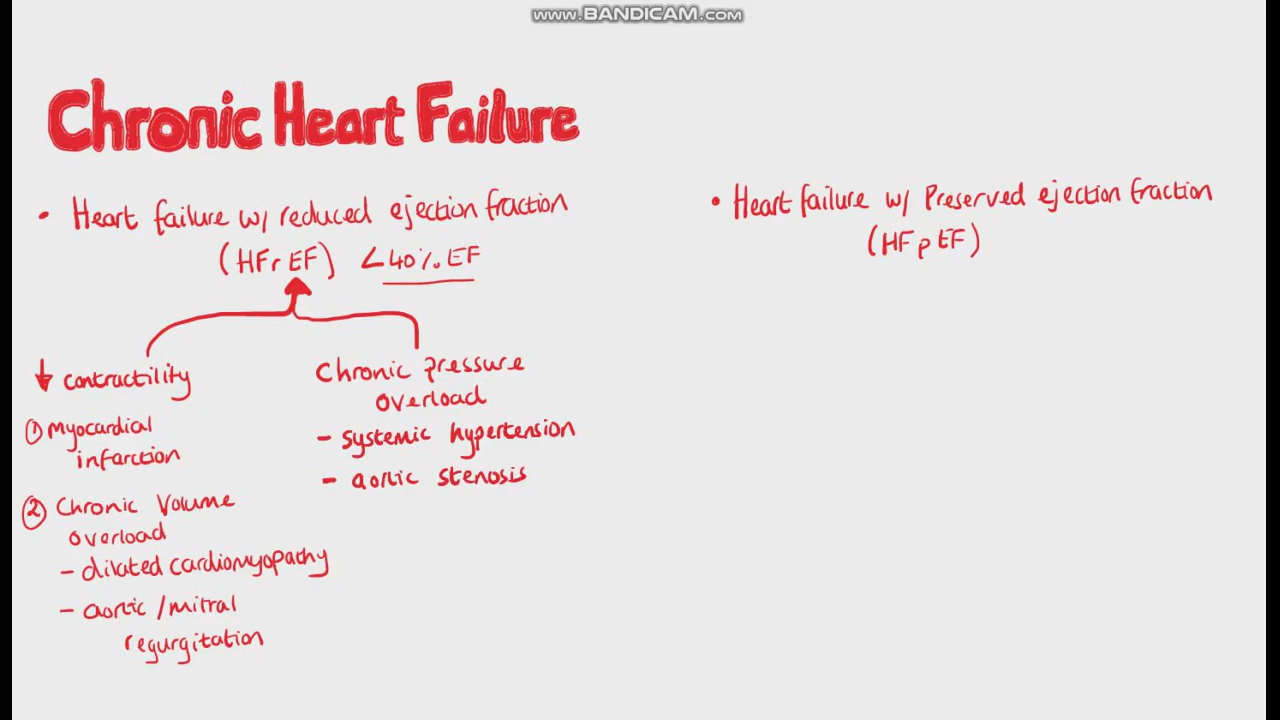 www.BANDICAM.com
Chronic Heart Failure
• Heart failure w/ reduced ejection fraction
(HFrEF) <40% EF
↓ contractility
① Myocardial
infarction
② Chronic Volume
overload
- dilated cardiomyopathy
- aortic / mitral
regurgitation
Chronic pressure
overload
- systemic hypertension
- aortic stenosis
• Heart failure w/ Preserved ejection fraction
(HFpEF)